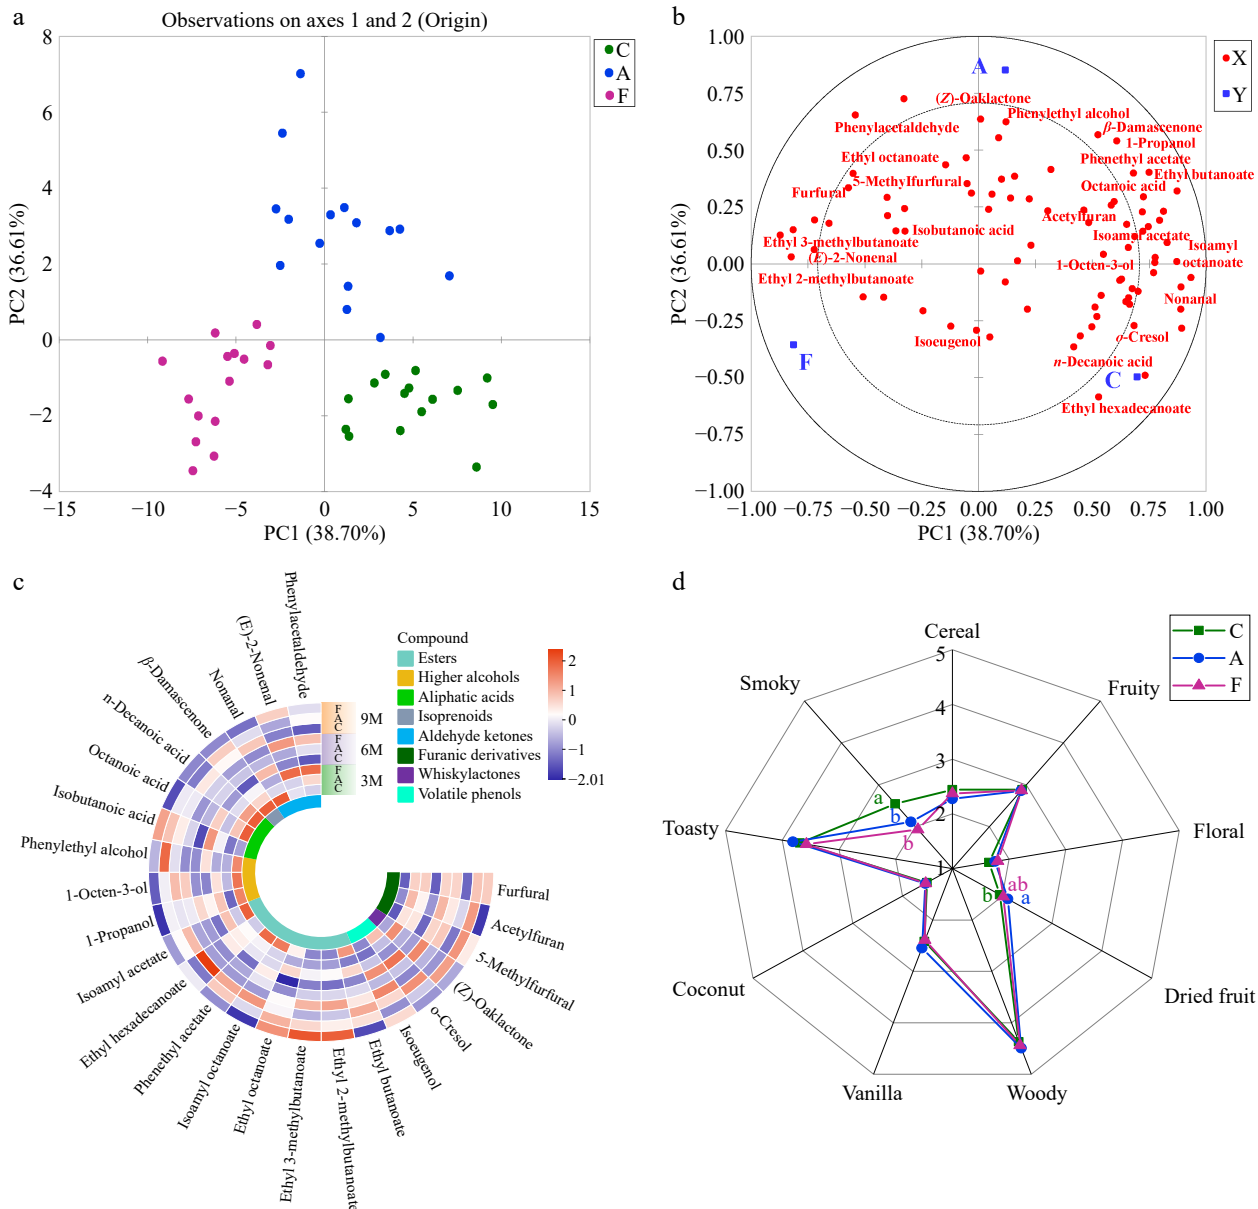 a
Observations on axes 1 and 2 (Origin)
8
6
4
2
0
−2
−4
−15
−10
−5
0
5
10
15
PC2 (36.61%)
PC1 (38.70%)
C
A
F
b
1.00
0.75
0.50
0.25
0.00
−0.25
−0.50
−0.75
−1.00
−1.00
−0.75
−0.50
−0.25
0.00
0.25
0.50
0.75
1.00
PC2 (36.61%)
PC1 (38.70%)
X
Y
A
(Z)-Oaklactone
Phenylethyl alcohol
Phenylacetaldehyde
β-Damascenone
1-Propanol
Ethyl octanoate
Phenethyl acetate
5-Methylfurfural
Ethyl butanoate
Furfural
Octanoic acid
Acetylfuran
Isobutanoic acid
Isoamyl acetate
Ethyl 3-methylbutanoate
Isoamyl
octanoate
(E)-2-Nonenal
1-Octen-3-ol
Ethyl 2-methylbutanoate
Nonanal
Isoeugenol
o-Cresol
F
n-Decanoic acid
C
Ethyl hexadecanoate
c
Phenylacetaldehyde
(E)-2-Nonenal
Nonanal
β-Damascenone
n-Decanoic acid
Octanoic acid
Isobutanoic acid
Phenylethyl alcohol
1-Octen-3-ol
1-Propanol
Isoamyl acetate
Ethyl hexadecanoate
Phenethyl acetate
Isoamyl octanoate
Ethyl octanoate
Ethyl 3-methylbutanoate
Ethyl 2-methylbutanoate
Ethyl butanoate
Isoeugenol
o-Cresol
(Z)-Oaklactone
5-Methylfurfural
Acetylfuran
Furfural
F
A
C
9M
F
A
C
6M
F
A
C
3M
Compound
Esters
Higher alcohols
Aliphatic acids
Isoprenoids
Aldehyde ketones
Furanic derivatives
Whiskylactones
Volatile phenols
2
1
0
−1
−2.01
d
C
A
F
Cereal
Fruity
Floral
Dried fruit
Woody
Vanilla
Coconut
Toasty
Smoky
5
4
3
2
1
a
b
b
ab
b
a